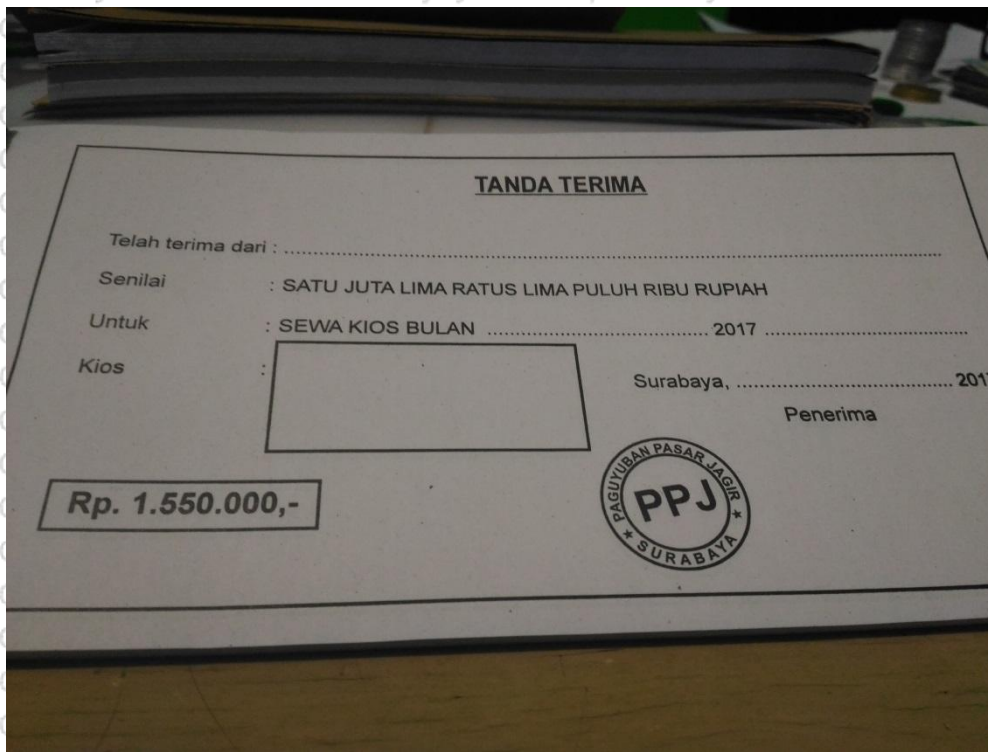 TANDA TERIMA
Telah terima dari : ..........................................................................................
Senilai : SATU JUTA LIMA RATUS LIMA PULUH RIBU RUPIAH
Untuk : SEWA KIOS BULAN ....................................... 2017 ....................................
Kios :
Surabaya, ...................................... 2017
Penerima
Rp. 1.550.000,-
PAGUYUBAN PASAR JAGIR
PPJ
* SURABAYA *